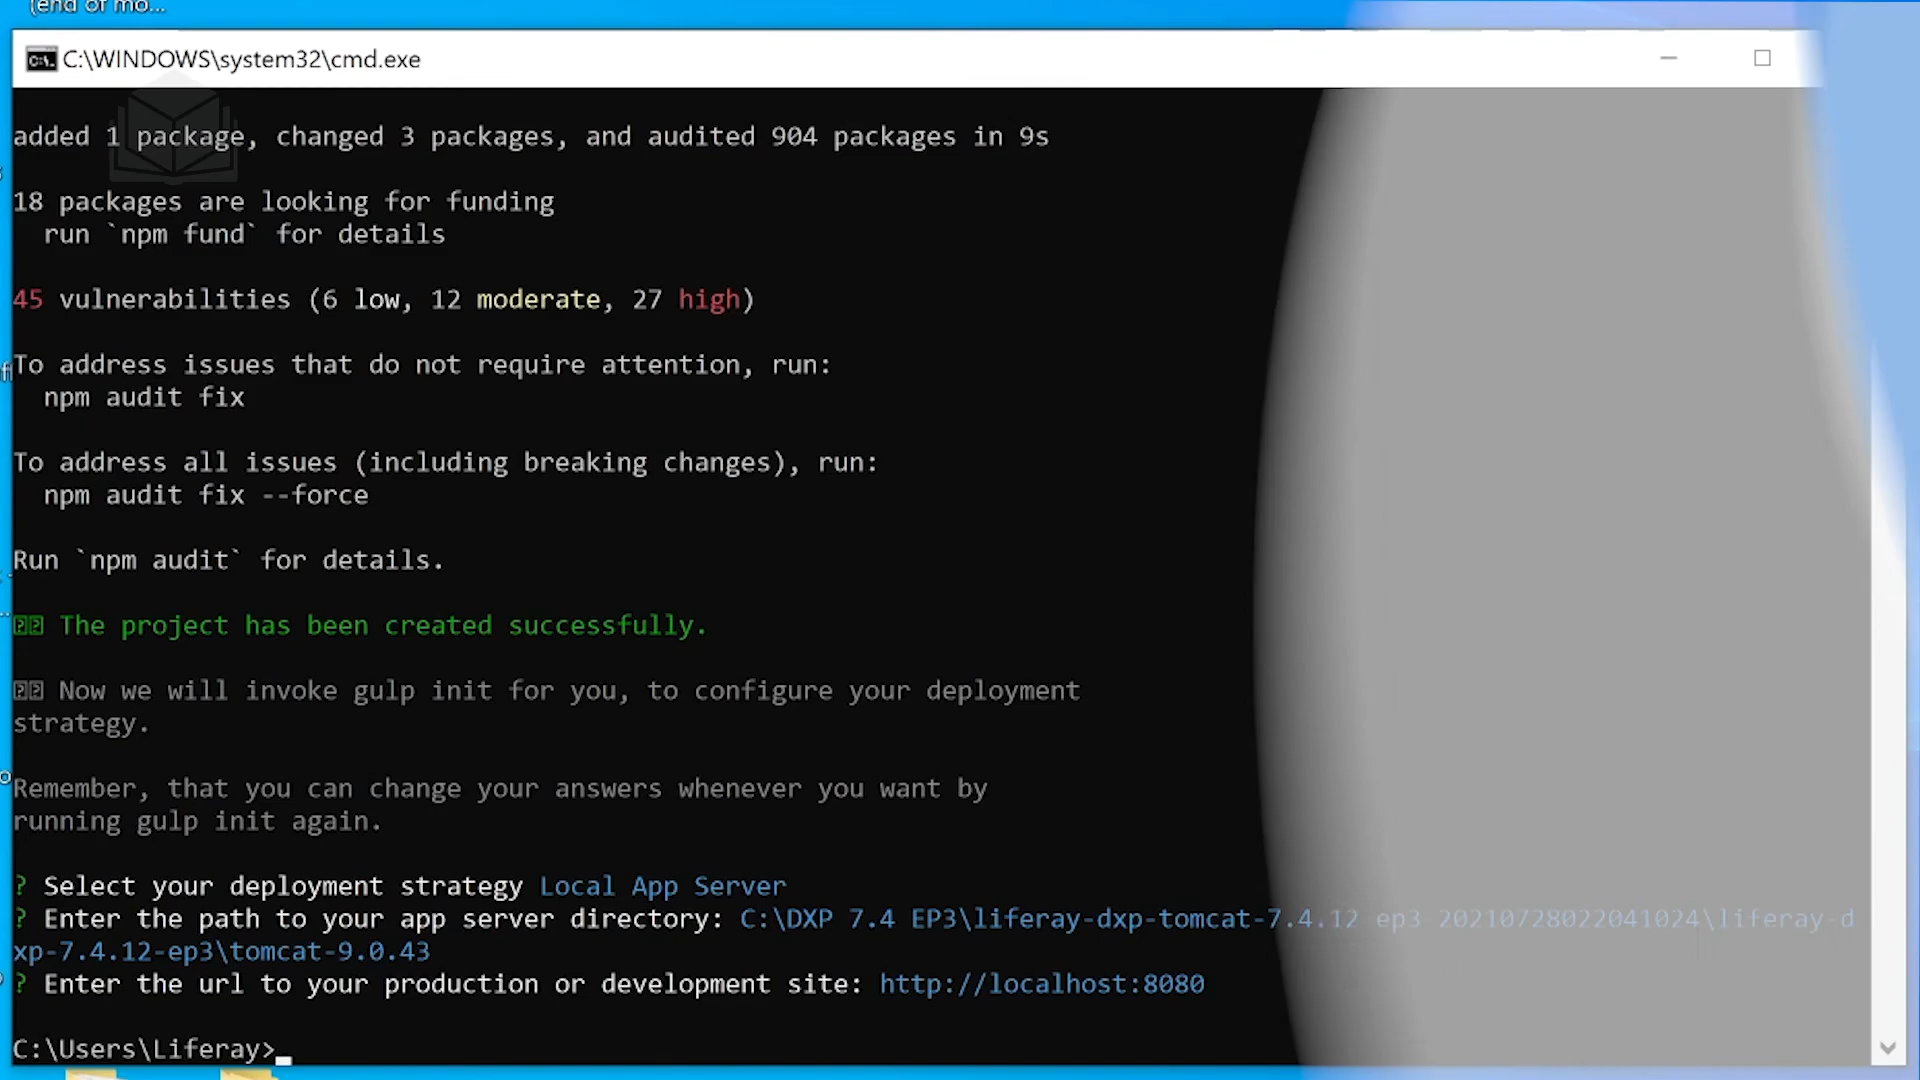 (end of mo...
C:\WINDOWS\system32\cmd.exe
added 1 package, changed 3 packages, and audited 904 packages in 9s
18 packages are looking for funding
run `npm fund` for details
45 vulnerabilities (6 low, 12 moderate, 27 high)
To address issues that do not require attention, run:
npm audit fix
To address all issues (including breaking changes), run:
npm audit fix --force
Run `npm audit` for details.
The project has been created successfully.
Now we will invoke gulp init for you, to configure your deployment
strategy.
Remember, that you can change your answers whenever you want by
running gulp init again.
? Select your deployment strategy Local App Server
? Enter the path to your app server directory: C:\DXP 7.4 EP3\liferay-dxp-tomcat-7.4.12 ep3 20210728022041024\liferay-d
xp-7.4.12-ep3\tomcat-9.0.43
? Enter the url to your production or development site: http://localhost:8080
C:\Users\Liferay>